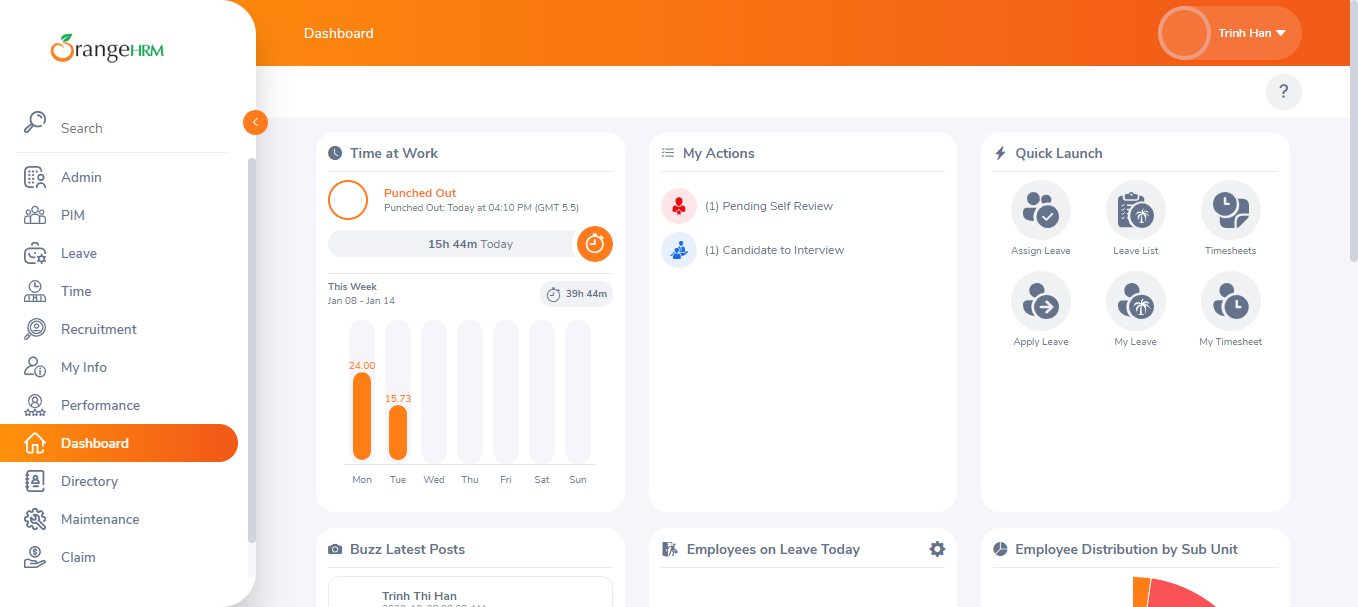 OrangeHRM
Dashboard
Trinh Han
?
Search
Admin
PIM
Leave
Time
Recruitment
My Info
Performance
Dashboard
Directory
Maintenance
Claim
Time at Work
Punched Out
Punched Out: Today at 04:10 PM (GMT 5.5)
15h 44m Today
This Week
Jan 08 - Jan 14
39h 44m
24.00
15.73
Mon Tue Wed Thu Fri Sat Sun
My Actions
(1) Pending Self Review
(1) Candidate to Interview
Quick Launch
Assign Leave
Leave List
Timesheets
Apply Leave
My Leave
My Timesheet
Buzz Latest Posts
Trinh Thi Han
Employees on Leave Today
Employee Distribution by Sub Unit